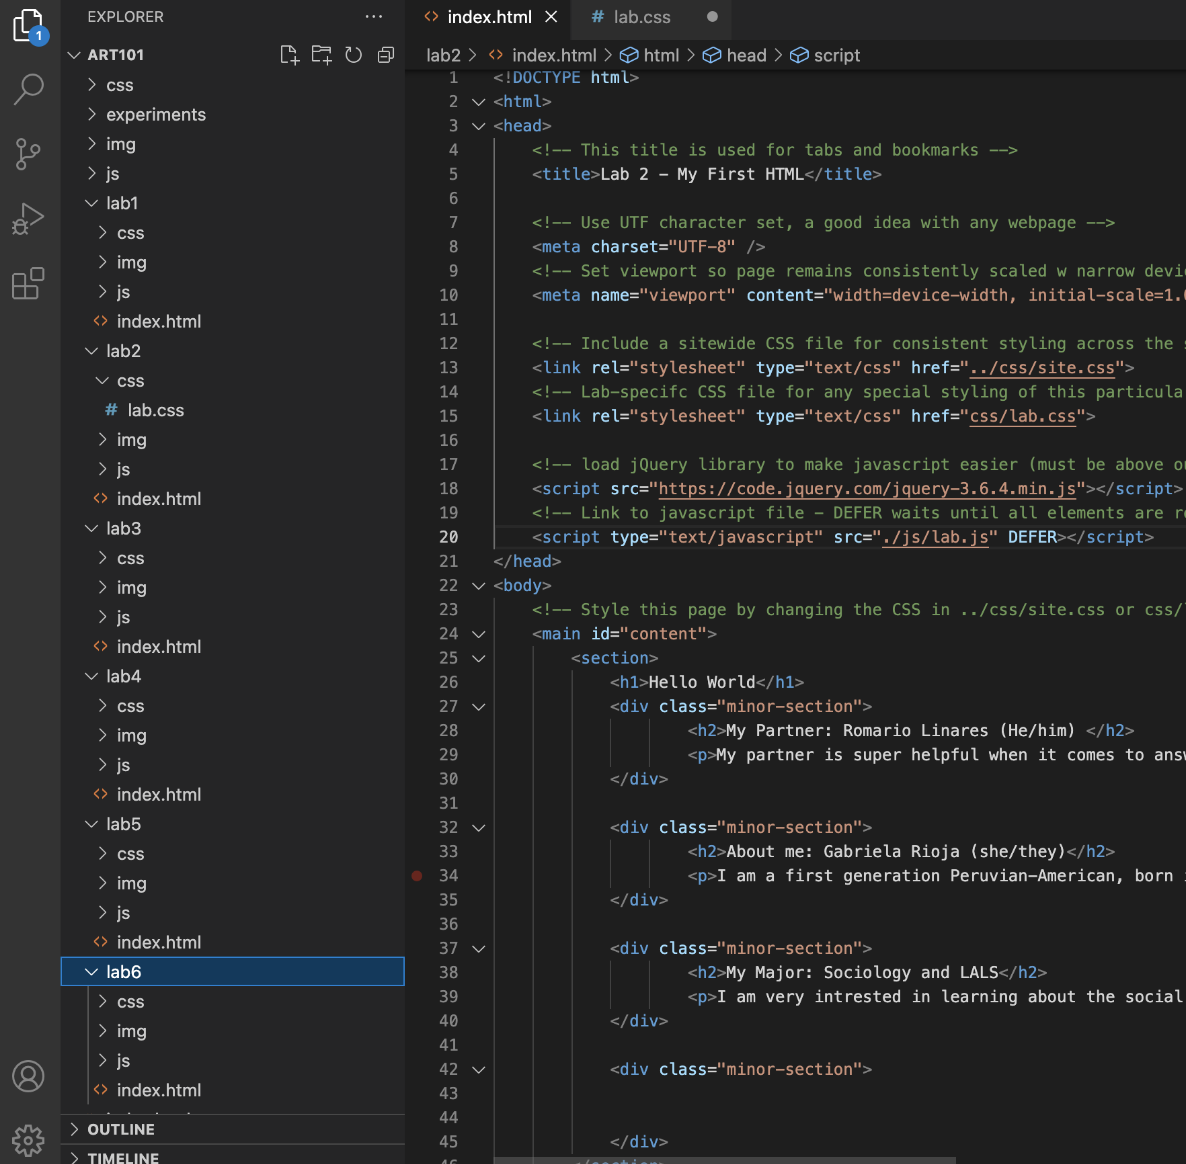 EXPLORER
ART101
css
experiments
img
js
lab1
css
img
js
index.html
lab2
css
# lab.css
img
js
index.html
lab3
css
img
js
index.html
lab4
css
img
js
index.html
lab5
css
img
js
index.html
lab6
css
img
js
index.html
OUTLINE
TIMELINE
1
<> index.html
# lab.css
lab2 > <> index.html > html > head > script
1 <!DOCTYPE html>
2 <html>
3 <head>
4 <!-- This title is used for tabs and bookmarks -->
5 <title>Lab 2 - My First HTML</title>
6
7 <!-- Use UTF character set, a good idea with any webpage -->
8 <meta charset="UTF-8" />
9 <!-- Set viewport so page remains consistently scaled w narrow devi
10 <meta name="viewport" content="width=device-width, initial-scale=1.
11
12 <!-- Include a sitewide CSS file for consistent styling across the s
13 <link rel="stylesheet" type="text/css" href="../css/site.css">
14 <!-- Lab-specifc CSS file for any special styling of this particula
15 <link rel="stylesheet" type="text/css" href="css/lab.css">
16
17 <!-- load jQuery library to make javascript easier (must be above o
18 <script src="https://code.jquery.com/jquery-3.6.4.min.js"></script>
19 <!-- Link to javascript file - DEFER waits until all elements are r
20 <script type="text/javascript" src="./js/lab.js" DEFER></script>
21 </head>
22 <body>
23 <!-- Style this page by changing the CSS in ../css/site.css or css/
24 <main id="content">
25 <section>
26 <h1>Hello World</h1>
27 <div class="minor-section">
28 <h2>My Partner: Romario Linares (He/him) </h2>
29 <p>My partner is super helpful when it comes to answ
30 </div>
31
32 <div class="minor-section">
33 <h2>About me: Gabriela Rioja (she/they)</h2>
34 <p>I am a first generation Peruvian-American, born i
35 </div>
36
37 <div class="minor-section">
38 <h2>My Major: Sociology and LALS</h2>
39 <p>I am very intrested in learning about the social
40 </div>
41
42 <div class="minor-section">
43
44
45 </div>